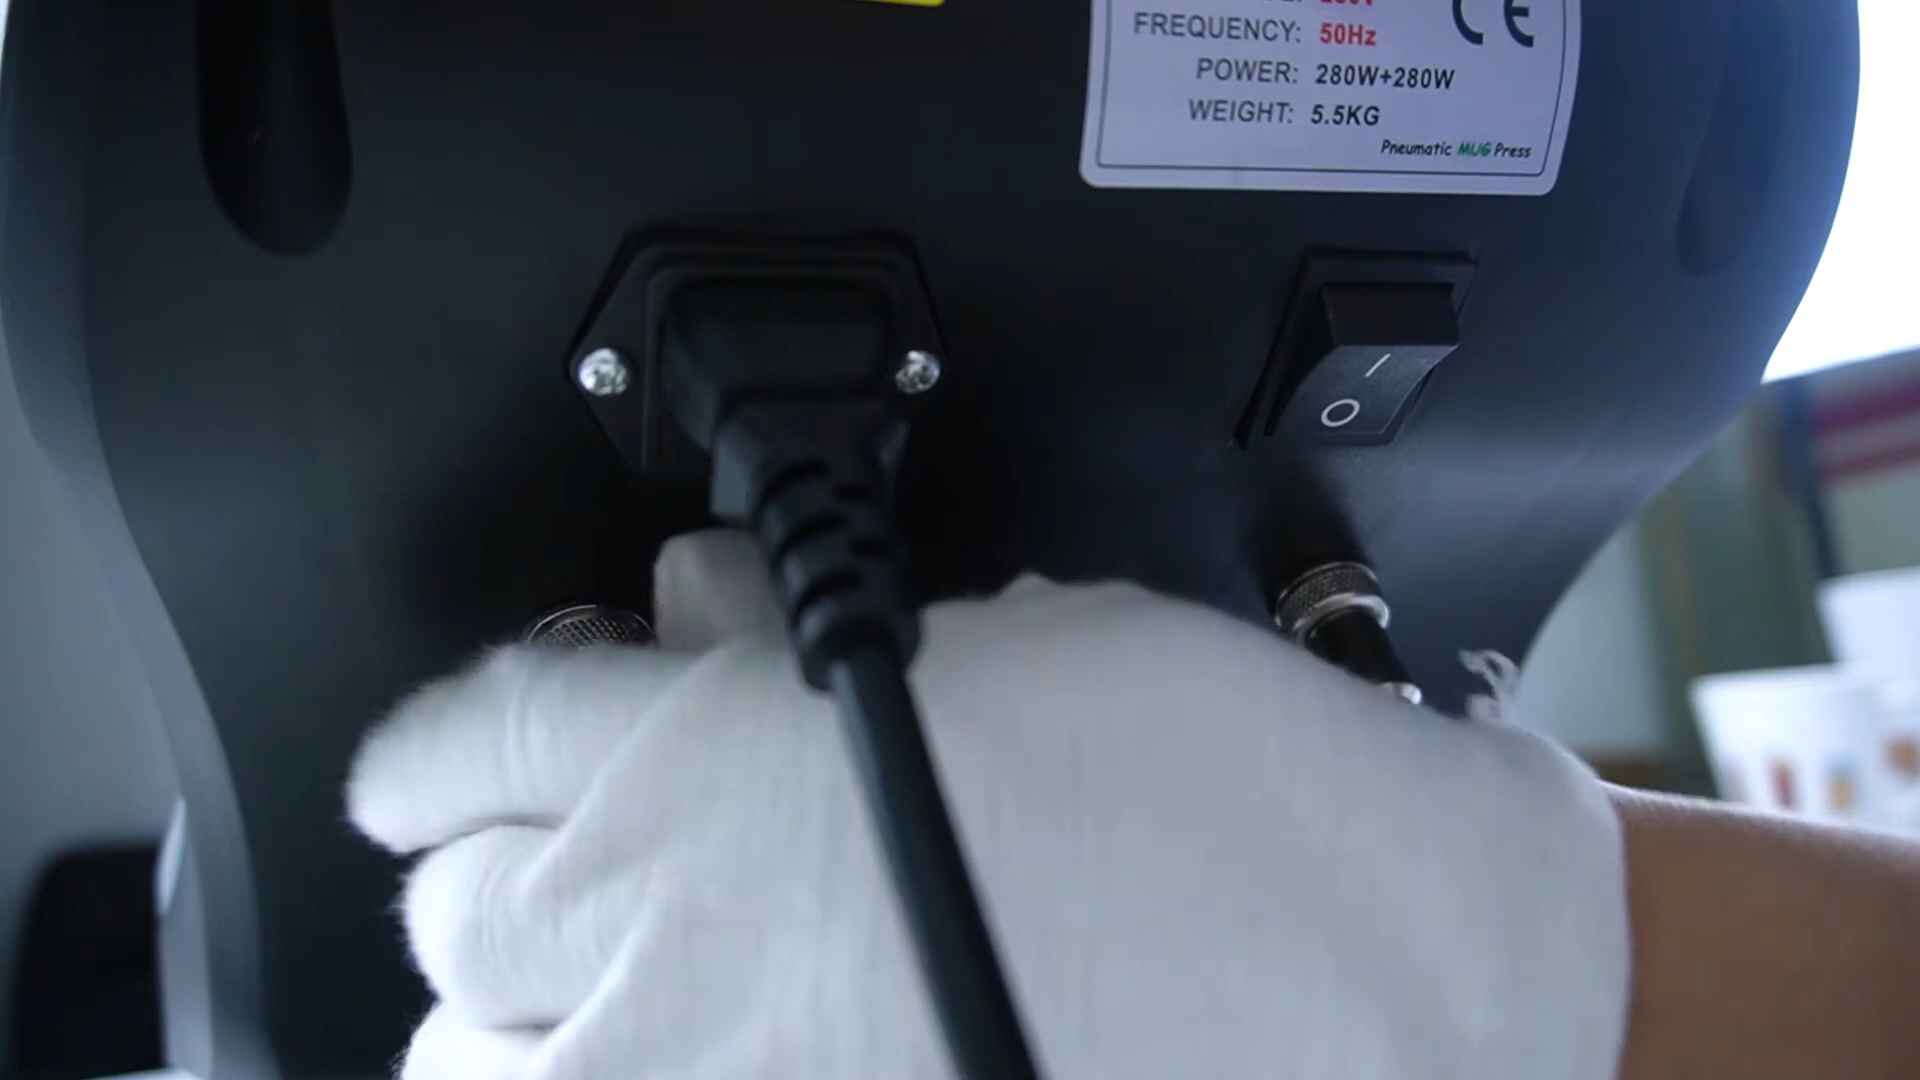 FREQUENCY: 50Hz
CE
POWER: 280W+280W
WEIGHT: 5.5KG
Pneumatic MUG Press